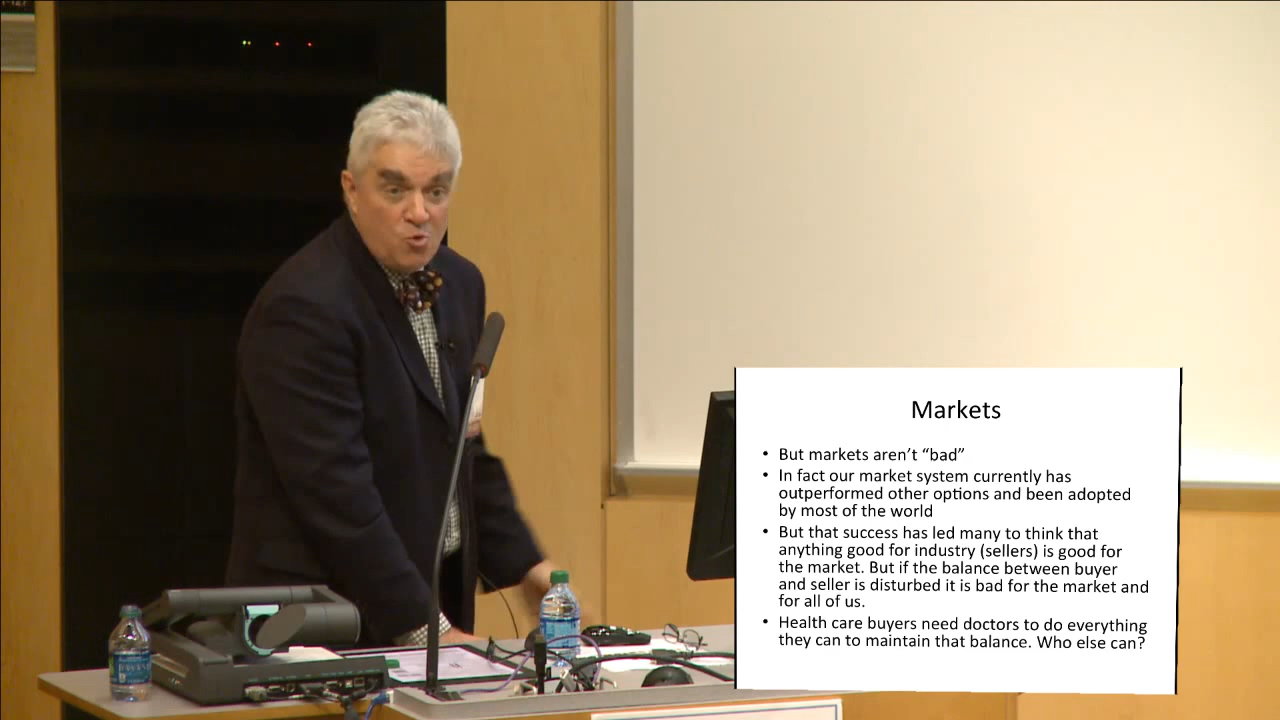 Markets
• But markets aren't “bad”
• In fact our market system currently has
outperformed other options and been adopted
by most of the world
• But that success has led many to think that
anything good for industry (sellers) is good for
the market. But if the balance between buyer
and seller is disturbed it is bad for the market and
for all of us.
• Health care buyers need doctors to do everything
they can to maintain that balance. Who else can?